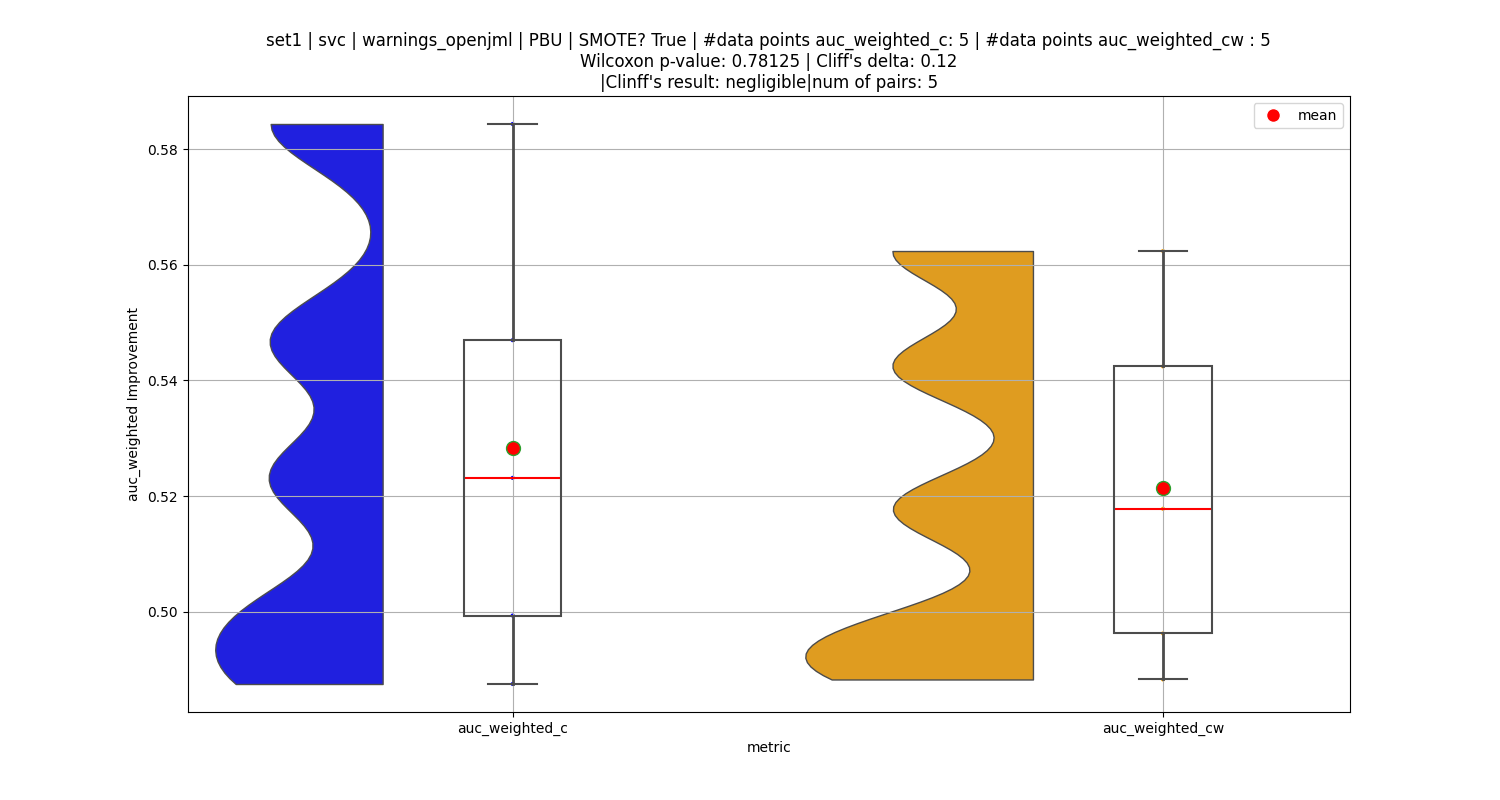 set1 | svc | warnings_openjml | PBU | SMOTE? True | #data points auc_weighted_c: 5 | #data points auc_weighted_cw : 5
Wilcoxon p-value: 0.78125 | Cliff's delta: 0.12
|Clinff's result: negligible|num of pairs: 5
mean
0.58
0.56
0.54
0.52
0.50
auc_weighted Improvement
auc_weighted_c
auc_weighted_cw
metric